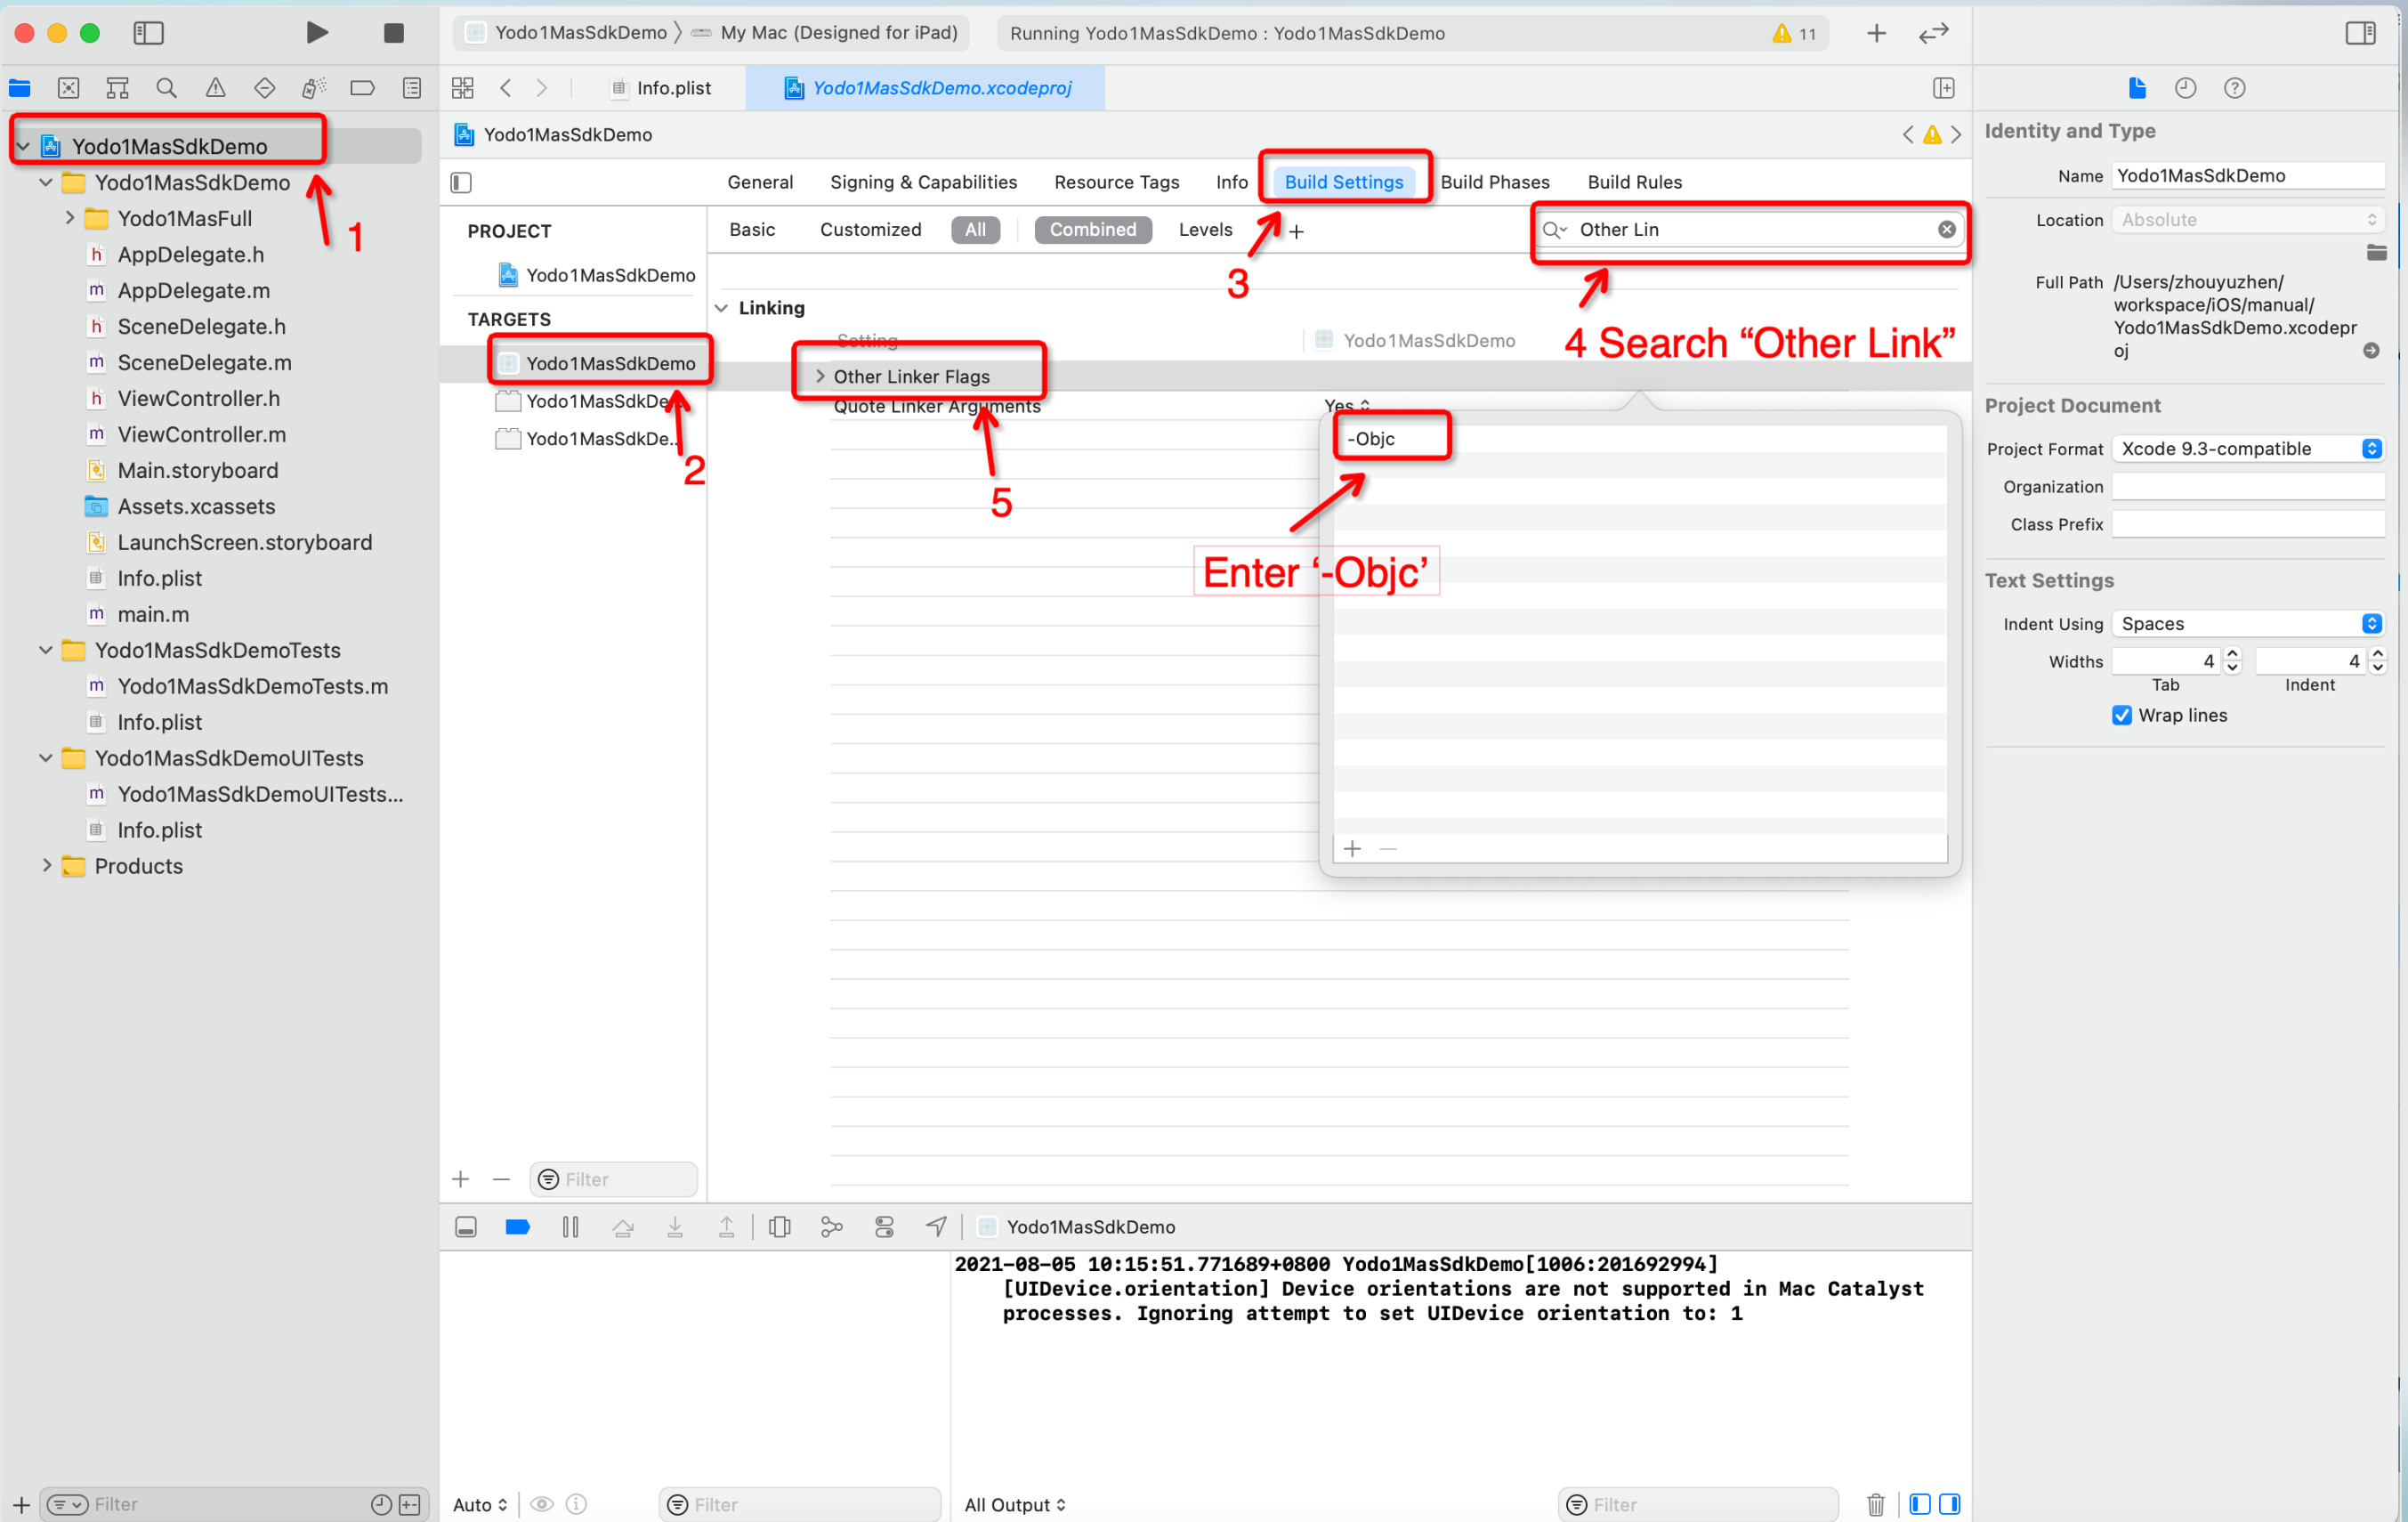 Yodo1MasSdkDemo 〉 My Mac (Designed for iPad)
Running Yodo1MasSdkDemo : Yodo1MasSdkDemo
11
Info.plist
Yodo1MasSdkDemo.xcodeproj
Yodo1MasSdkDemo
Yodo1MasSdkDemo
Yodo1MasFull
AppDelegate.h
AppDelegate.m
SceneDelegate.h
SceneDelegate.m
ViewController.h
ViewController.m
Main.storyboard
Assets.xcassets
LaunchScreen.storyboard
Info.plist
main.m
Yodo1MasSdkDemoTests
Yodo1MasSdkDemoTests.m
Info.plist
Yodo1MasSdkDemoUITests
Yodo1MasSdkDemoUITests...
Info.plist
Products
Filter
1
Yodo1MasSdkDemo
General Signing & Capabilities Resource Tags Info Build Settings Build Phases Build Rules
PROJECT
Yodo1MasSdkDemo
TARGETS
Yodo1MasSdkDemo
Yodo1MasSdkDe...
Yodo1MasSdkDe...
2
Filter
Basic Customized All Combined Levels
Other Lin
3
4 Search “Other Link”
Linking
Setting
Yodo1MasSdkDemo
Other Linker Flags
Quote Linker Arguments
Yes
-Objc
5
Enter ‘-Objc’
Yodo1MasSdkDemo
2021-08-05 10:15:51.771689+0800 Yodo1MasSdkDemo[1006:201692994]
[UIDevice.orientation] Device orientations are not supported in Mac Catalyst
processes. Ignoring attempt to set UIDevice orientation to: 1
Auto
Filter
All Output
Filter
Identity and Type
Name Yodo1MasSdkDemo
Location Absolute
Full Path /Users/zhouyuzhen/
workspace/iOS/manual/
Yodo1MasSdkDemo.xcodepr
oj
Project Document
Project Format Xcode 9.3-compatible
Organization
Class Prefix
Text Settings
Indent Using Spaces
Widths 4 4
Tab Indent
Wrap lines